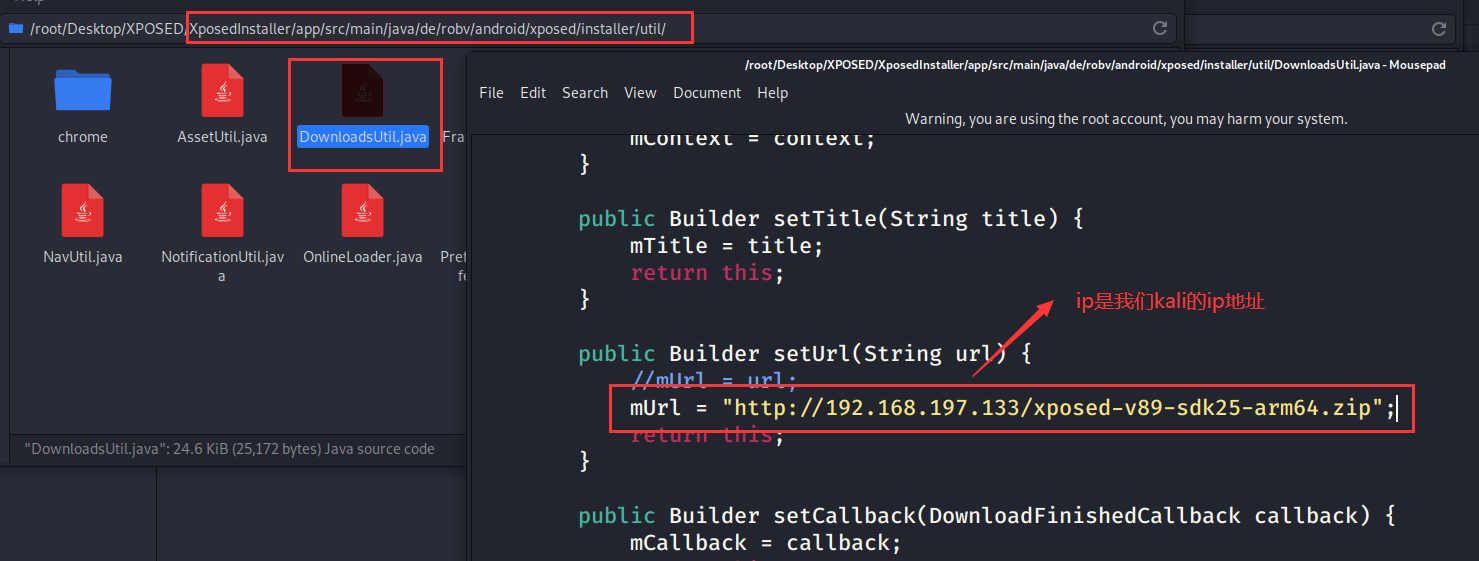 /root/Desktop/XPOSED/XposedInstaller/app/src/main/java/de/robv/android/xposed/installer/util/
chrome
AssetUtil.java
DownloadsUtil.java
Fra
NavUtil.java
NotificationUtil.jav
a
OnlineLoader.java
Pref
fe
"DownloadsUtil.java": 24.6 KiB (25,172 bytes) Java source code
/root/Desktop/XPOSED/XposedInstaller/app/src/main/java/de/robv/android/xposed/installer/util/DownloadsUtil.java - Mousepad
File Edit Search View Document Help
Warning, you are using the root account, you may harm your system.
mContext = context;
}
public Builder setTitle(String title) {
mTitle = title;
return this;
}
ip是我们kali的ip地址
public Builder setUrl(String url) {
//mUrl = url;
mUrl = "http://192.168.197.133/xposed-v89-sdk25-arm64.zip";
return this;
}
public Builder setCallback(DownloadFinishedCallback callback) {
mCallback = callback;